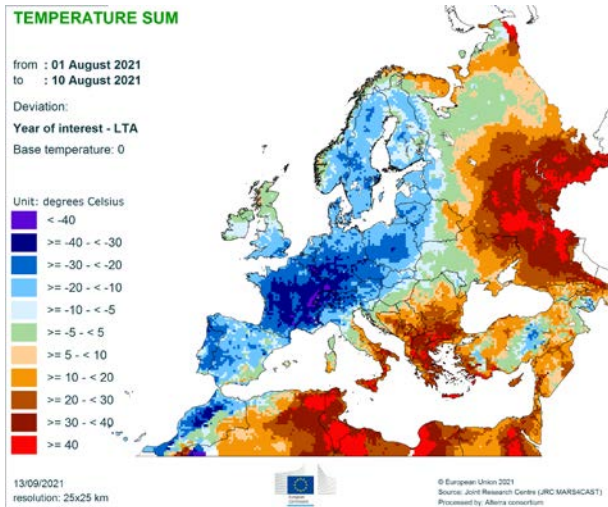 TEMPERATURE SUM
from : 01 August 2021
to : 10 August 2021
Deviation:
Year of interest - LTA
Base temperature: 0
Unit: degrees Celsius
< -40
>= -40 - < -30
>= -30 - < -20
>= -20 - < -10
>= -10 - < -5
>= -5 - < 5
>= 5 - < 10
>= 10 - < 20
>= 20 - < 30
>= 30 - < 40
>= 40
13/09/2021
resolution: 25x25 km
European
Commission
© European Union 2021
Source: Joint Research Centre (JRC MARS4CAST)
Processed by: Alterra consortium